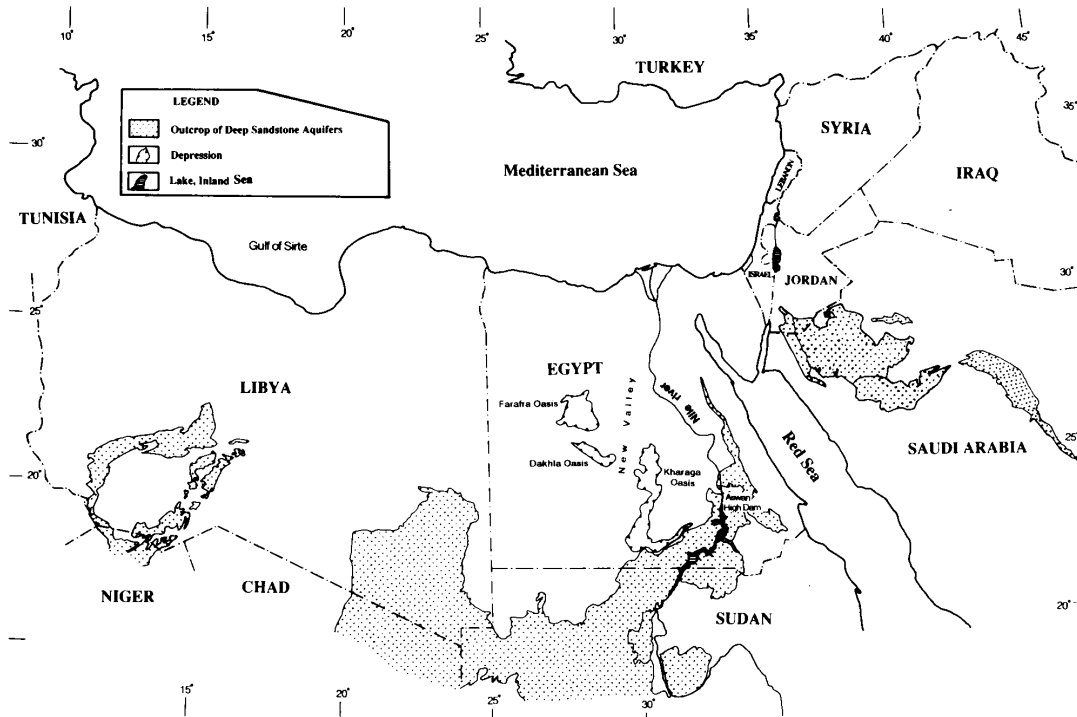 10°
15°
25°
30°
35°
40°
45°
TURKEY
LEGEND
Outcrop of Deep Sandstone Aquifers
Depression
Lake, Inland Sea
35°
30°
SYRIA
Mediterranean Sea
LEBANON
IRAQ
TUNISIA
Gulf of Sirte
ISRAEL
JORDAN
30°
25°
EGYPT
LIBYA
New Valley
Nile River
Farafra Oasis
Red Sea
25°
SAUDI ARABIA
Dakhla Oasis
20°
Kharaga
Oasis
Aswan
High Dam
NIGER
CHAD
SUDAN
20°
15°
20°
25°
30°